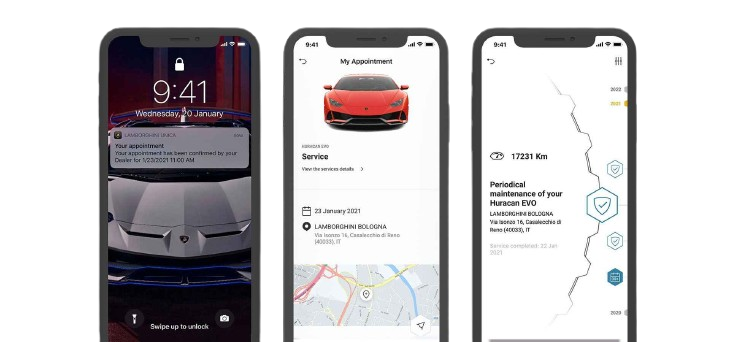 9:41
Wednesday, 20 January
LAMBORGHINI UNICA
Your appointment
Your appointment has been confirmed by your
Dealer for 1/23/2021 11:00 AM
Swipe up to unlock
9:41
My Appointment
HURACAN EVO
Service
View the services details
23 January 2021
LAMBORGHINI BOLOGNA
Via Isonzo 16, Casalecchio di Reno
(40033), IT
9:41
2022
2021
17231 Km
Periodical
maintenance of your
Huracan EVO
LAMBORGHINI BOLOGNA
Via Isonzo 16, Casalecchio di
Reno (40033), IT
Service completed: 22 Jan
2021
2020